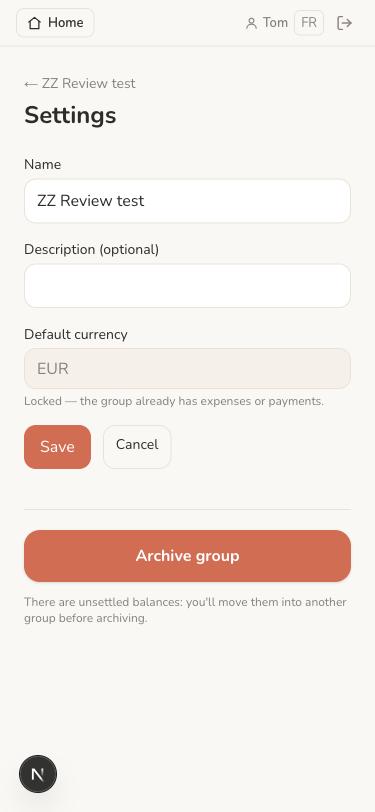 Home
Tom
FR
← ZZ Review test
Settings
Name
ZZ Review test
Description (optional)
Default currency
EUR
Locked — the group already has expenses or payments.
Save
Cancel
Archive group
There are unsettled balances: you'll move them into another
group before archiving.
N